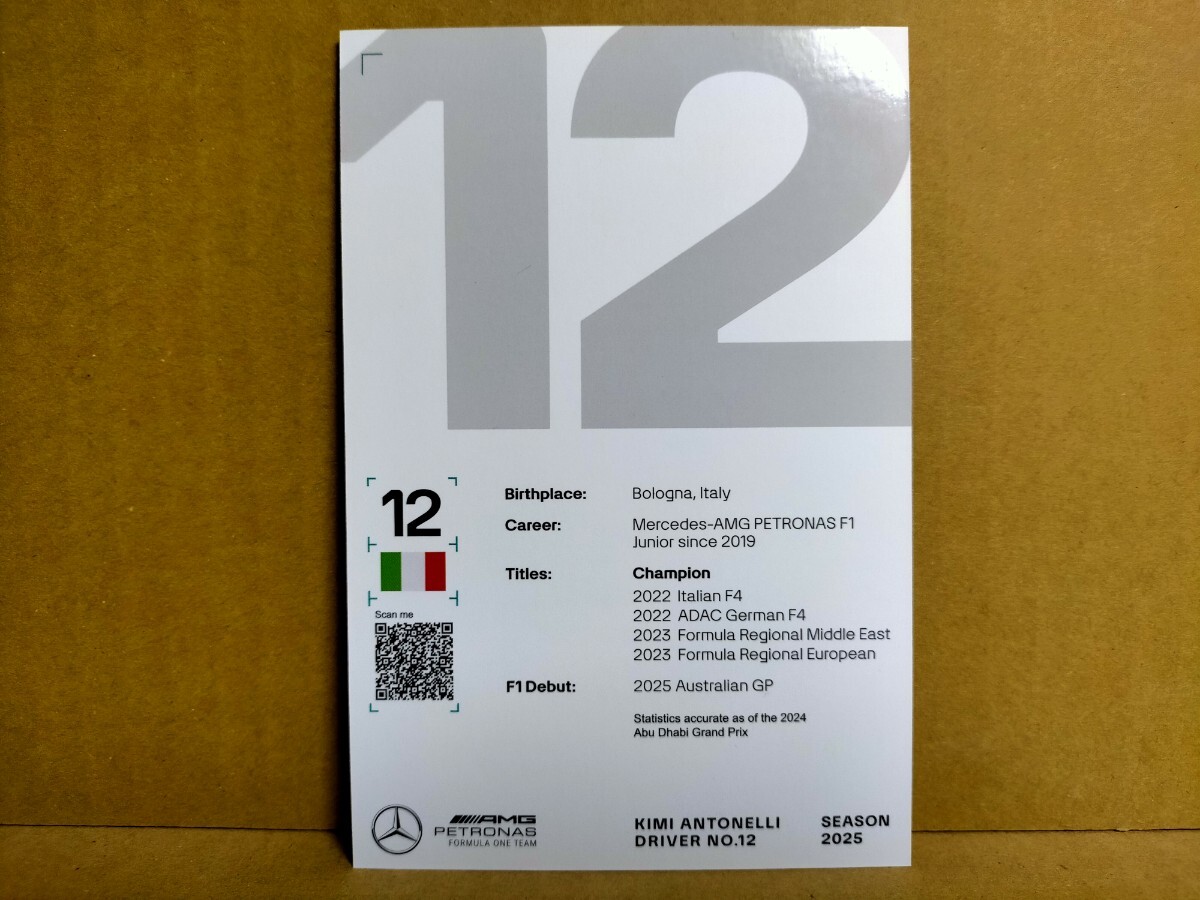 12
12
Scan me
Birthplace: Bologna, Italy
Career: Mercedes-AMG PETRONAS F1
Junior since 2019
Titles: Champion
2022 Italian F4
2022 ADAC German F4
2023 Formula Regional Middle East
2023 Formula Regional European
F1 Debut: 2025 Australian GP
Statistics accurate as of the 2024
Abu Dhabi Grand Prix
AMG
PETRONAS
FORMULA ONE TEAM
KIMI ANTONELLI
DRIVER NO.12
SEASON
2025